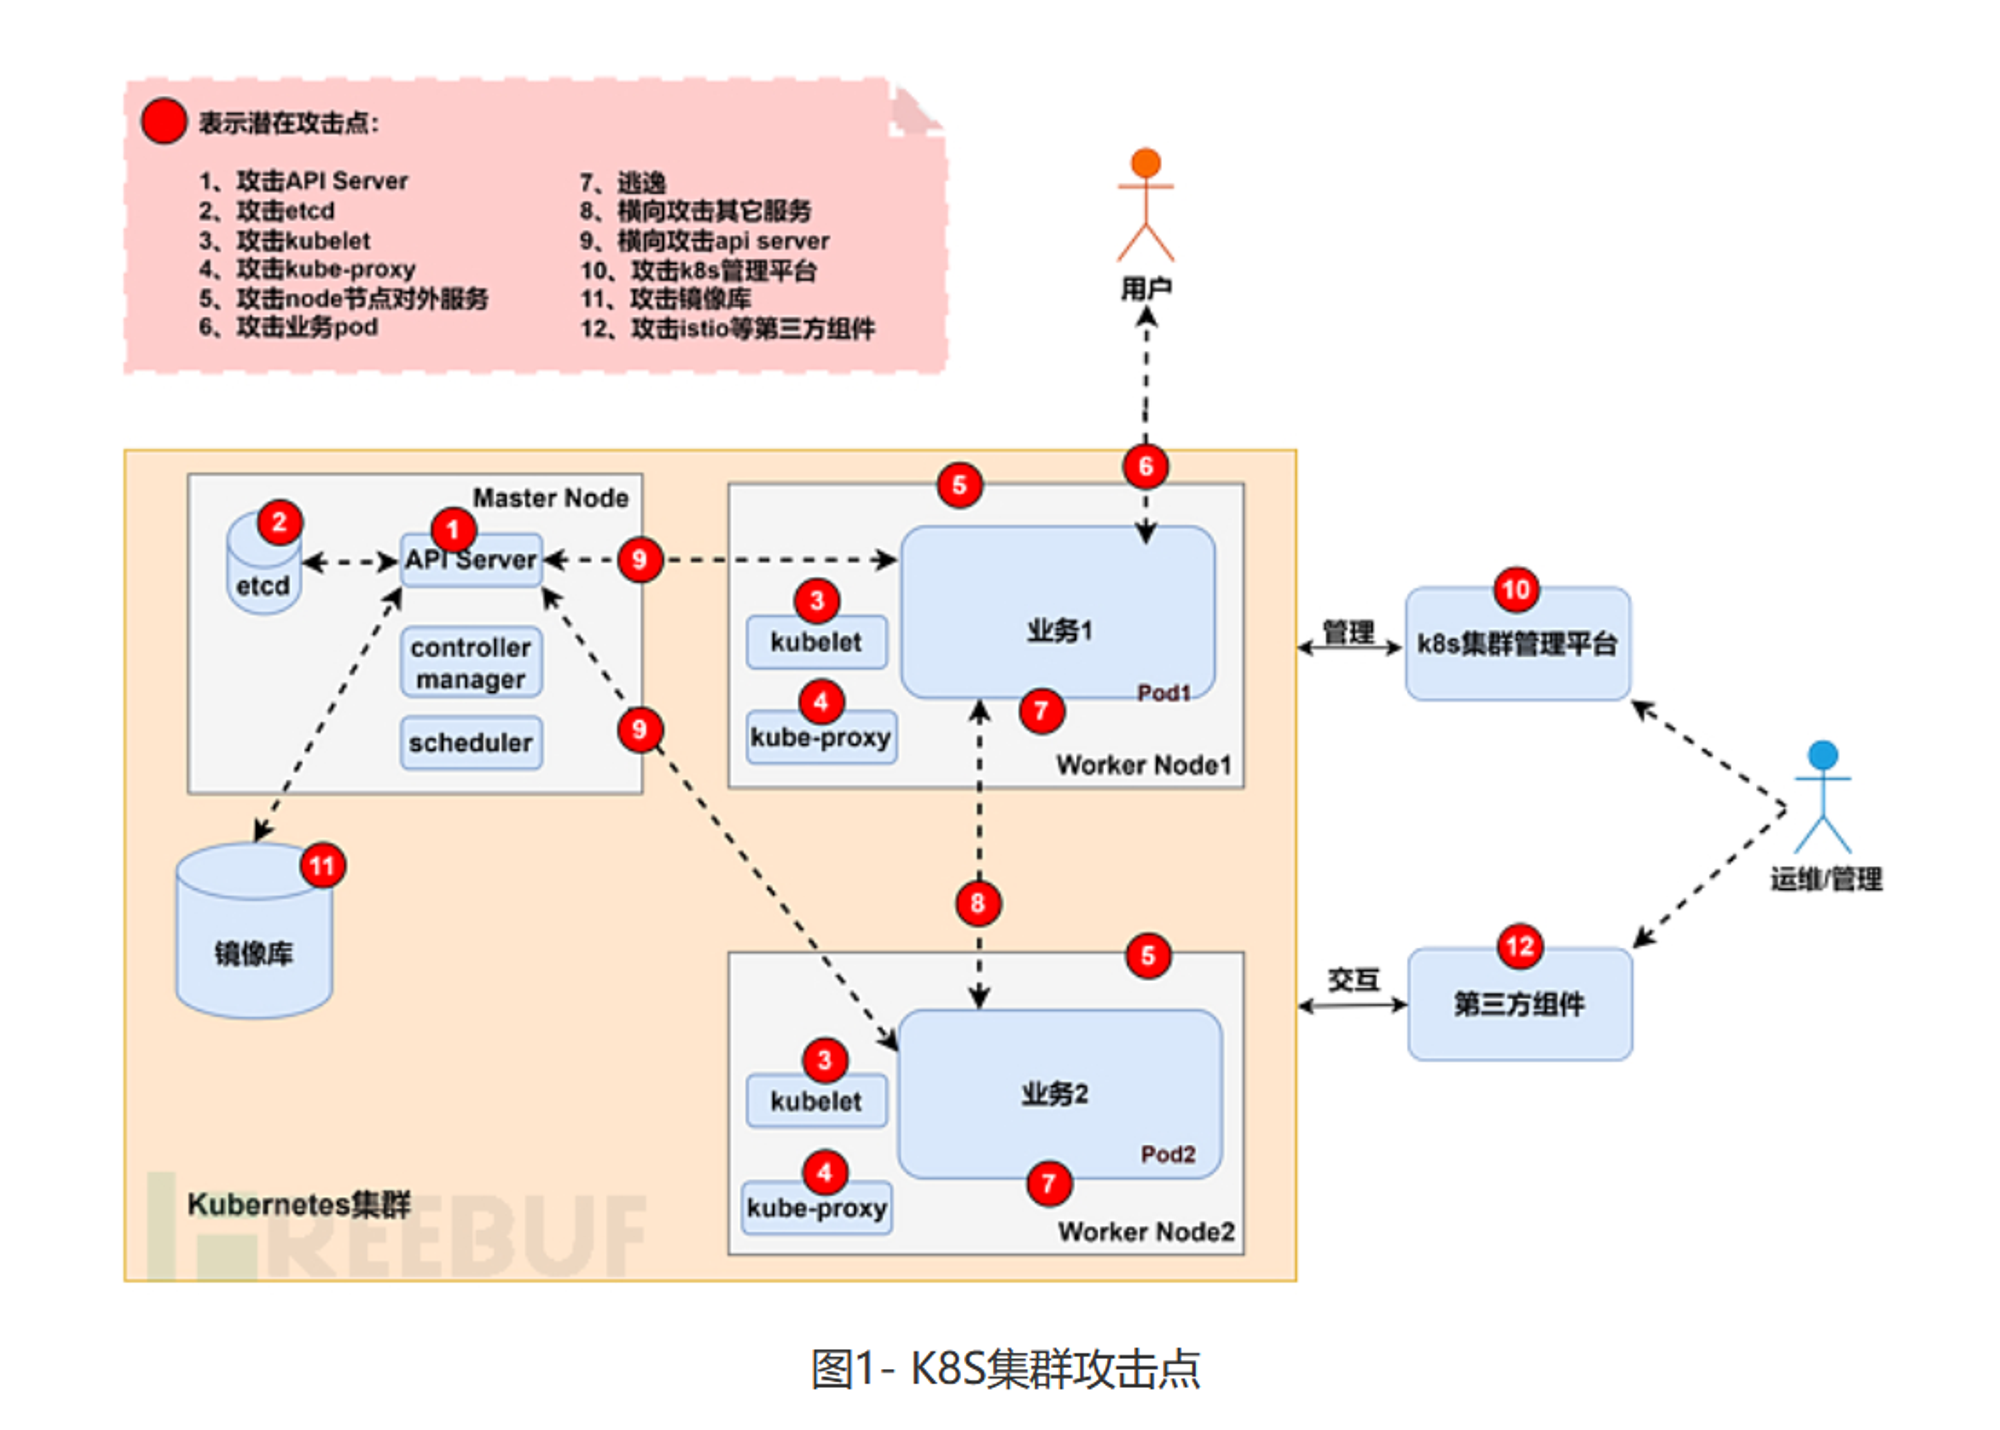 表示潜在攻击点：
1、攻击API Server
2、攻击etcd
3、攻击kubelet
4、攻击kube-proxy
5、攻击node节点对外服务
6、攻击业务pod
7、逃逸
8、横向攻击其它服务
9、横向攻击api server
10、攻击k8s管理平台
11、攻击镜像库
12、攻击istio等第三方组件
用户
6
5
Master Node
2
1
etcd
API Server
9
controller
manager
scheduler
9
3
kubelet
4
kube-proxy
业务1
Pod1
7
Worker Node1
管理
10
k8s集群管理平台
运维/管理
11
镜像库
8
5
3
kubelet
4
kube-proxy
业务2
Pod2
7
Worker Node2
交互
12
第三方组件
Kubernetes集群
FREEBUF
图1- K8S集群攻击点